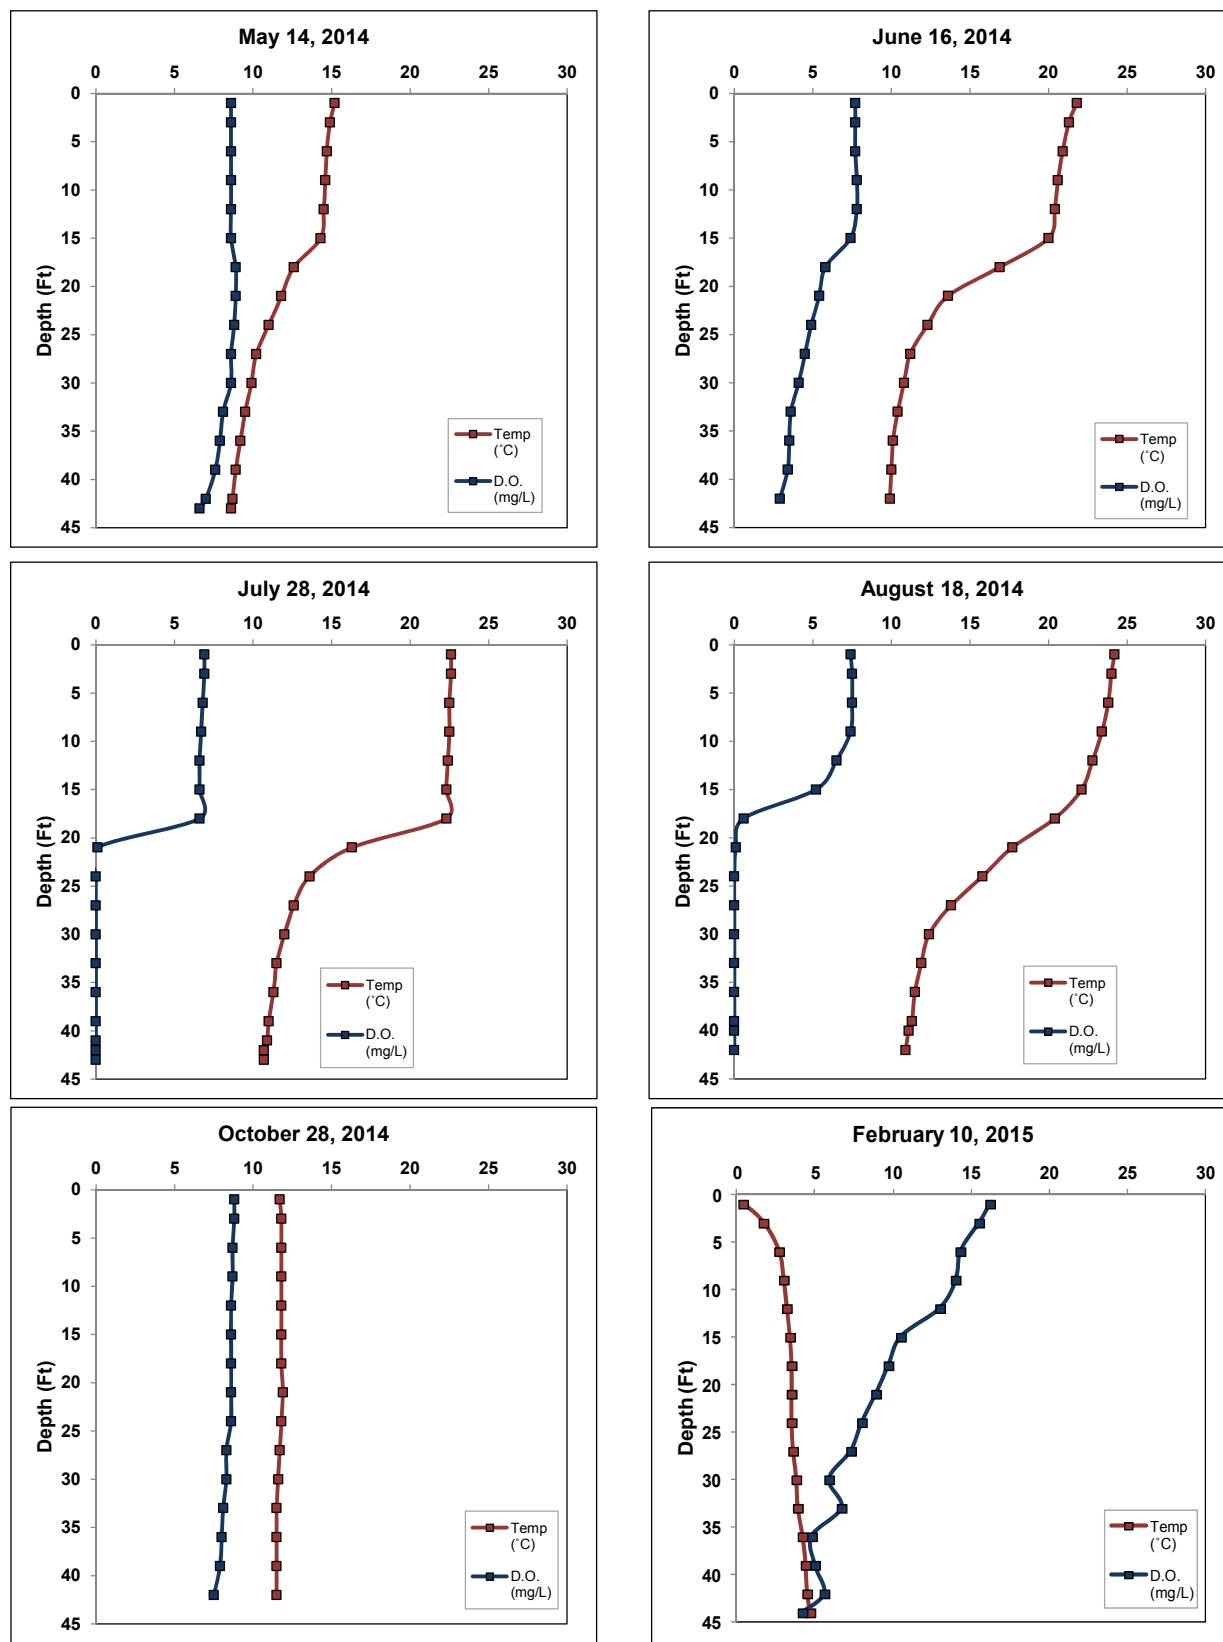 May 14, 2014
0 5 10 15 20 25 30
0
5
10
15
20
25
30
35
40
45
Depth (Ft)
Temp
(˚C)
D.O.
(mg/L)
June 16, 2014
0 5 10 15 20 25 30
0
5
10
15
20
25
30
35
40
45
Depth (Ft)
Temp
(˚C)
D.O.
(mg/L)
July 28, 2014
0 5 10 15 20 25 30
0
5
10
15
20
25
30
35
40
45
Depth (Ft)
Temp
(˚C)
D.O.
(mg/L)
August 18, 2014
0 5 10 15 20 25 30
0
5
10
15
20
25
30
35
40
45
Depth (Ft)
Temp
(˚C)
D.O.
(mg/L)
October 28, 2014
0 5 10 15 20 25 30
0
5
10
15
20
25
30
35
40
45
Depth (Ft)
Temp
(˚C)
D.O.
(mg/L)
February 10, 2015
0 5 10 15 20 25 30
0
5
10
15
20
25
30
35
40
45
Depth (Ft)
Temp
(˚C)
D.O.
(mg/L)